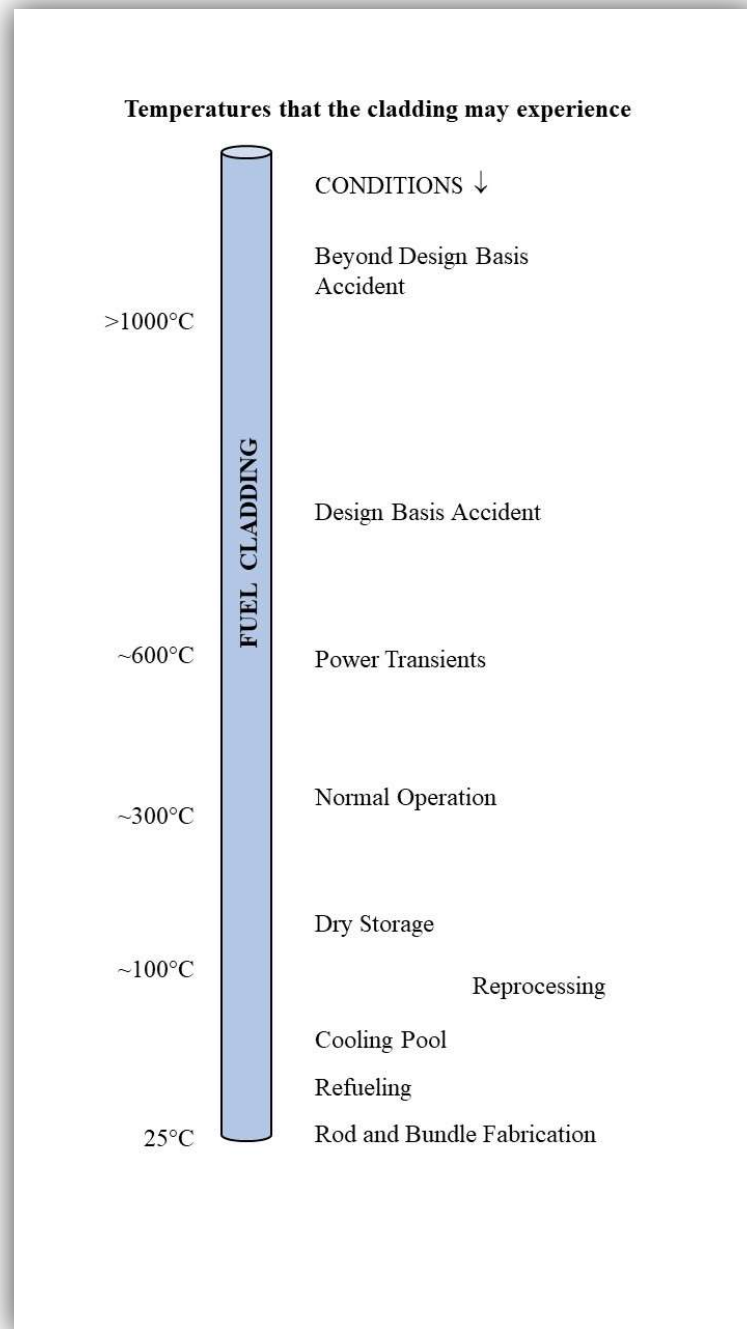 Temperatures that the cladding may experience
CONDITIONS ↓
Beyond Design Basis
Accident
>1000°C
FUEL CLADDING
Design Basis Accident
~600°C
Power Transients
Normal Operation
~300°C
Dry Storage
~100°C
Reprocessing
Cooling Pool
Refueling
25°C
Rod and Bundle Fabrication